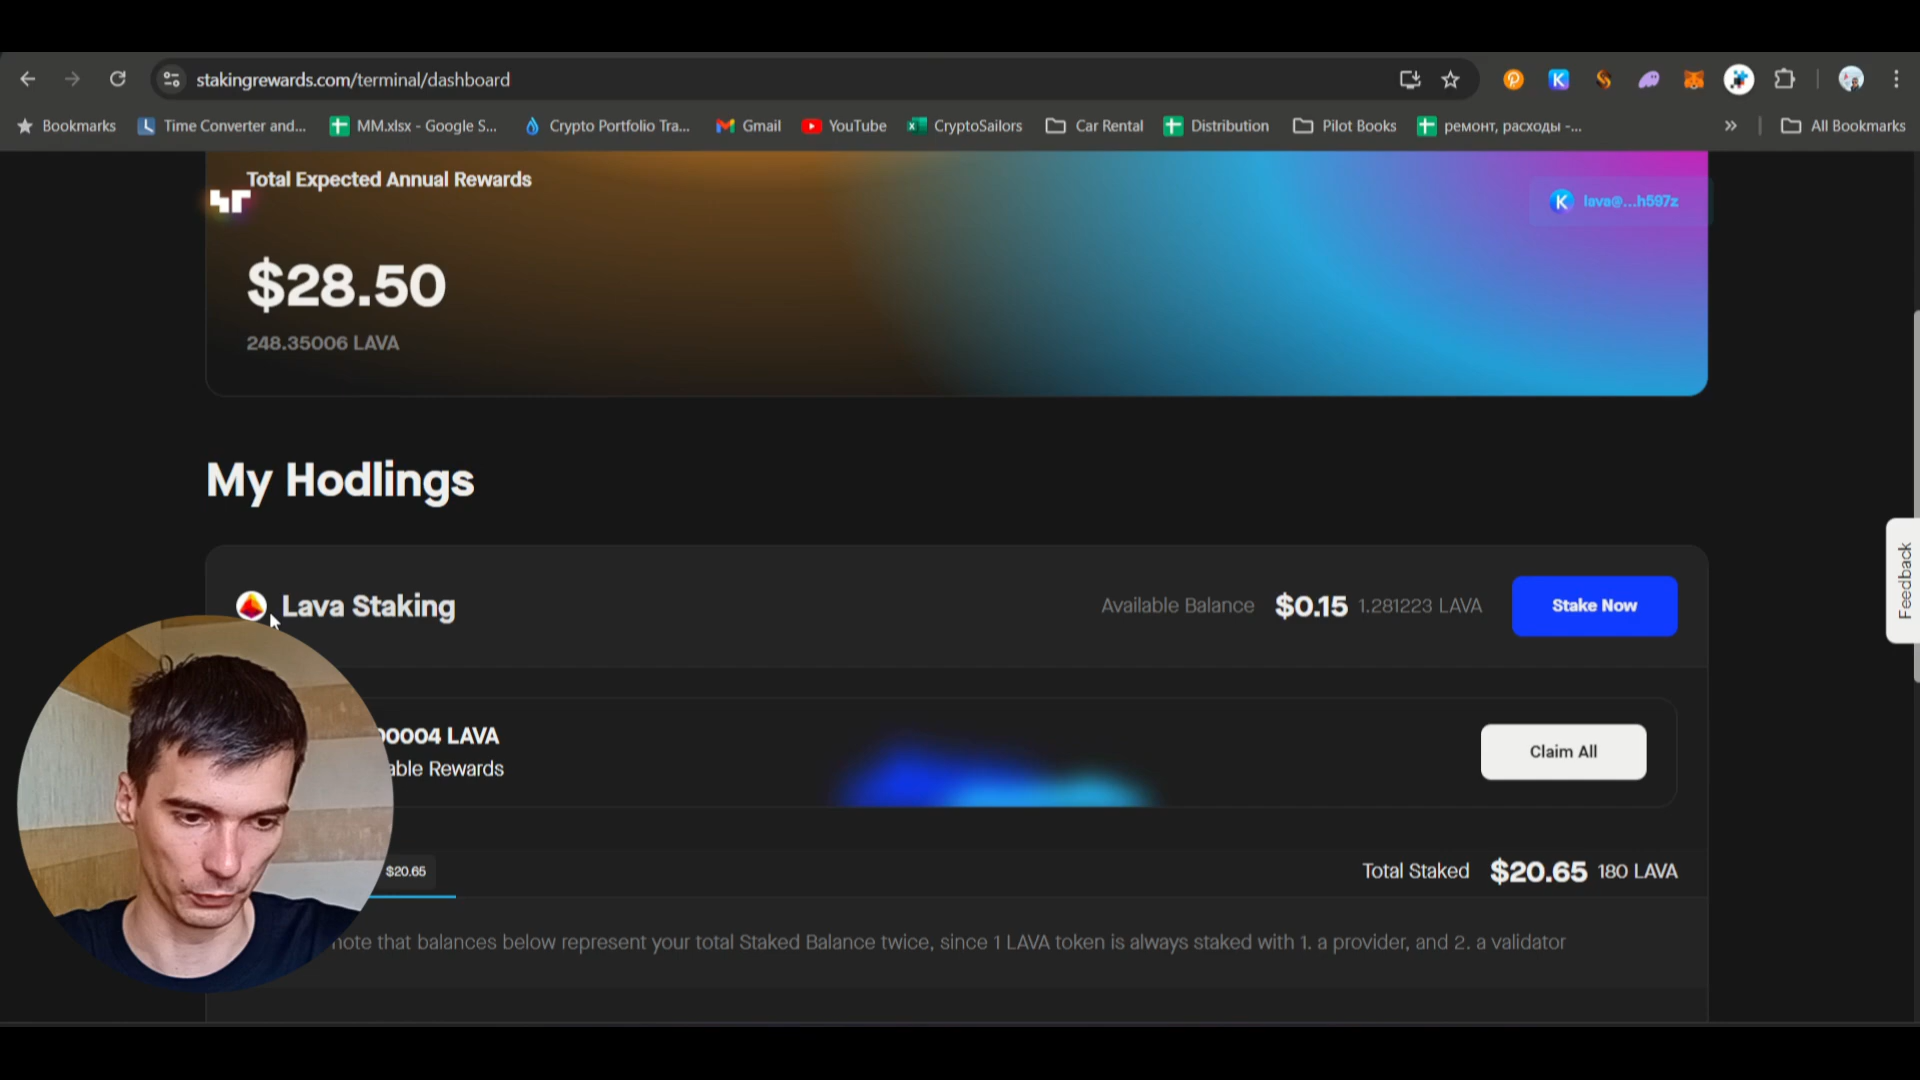 stakingrewards.com/terminal/dashboard
Bookmarks
Time Converter and...
MM.xlsx - Google S...
Crypto Portfolio Tra...
Gmail
YouTube
CryptoSailors
Car Rental
Distribution
Pilot Books
ремонт, расходы -...
All Bookmarks
Total Expected Annual Rewards
lava@...h597z
$28.50
248.35006 LAVA
My Hodlings
Feedback
Lava Staking
Available Balance $0.15 1.281223 LAVA
Stake Now
0004 LAVA
able Rewards
Claim All
$20.65
Total Staked $20.65 180 LAVA
note that balances below represent your total Staked Balance twice, since 1 LAVA token is always staked with 1. a provider, and 2. a validator